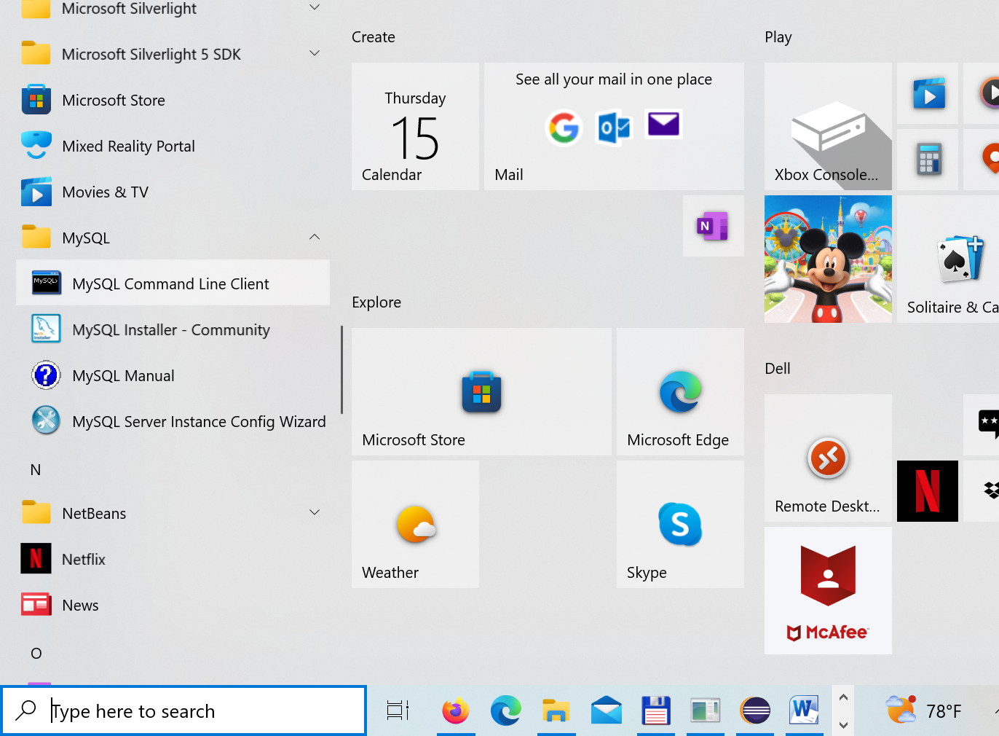 Microsoft Silverlight
Microsoft Silverlight 5 SDK
Microsoft Store
Mixed Reality Portal
Movies & TV
MySQL
MySQL>
MySQL Command Line Client
MySQL Installer - Community
MySQL Manual
MySQL Server Instance Config Wizard
N
NetBeans
N
Netflix
News
O
Create
Thursday
15
Calendar
See all your mail in one place
Mail
N
Explore
Microsoft Store
Microsoft Edge
Weather
S
Skype
Play
Xbox Console...
Solitaire & Ca
Dell
Remote Deskt...
N
McAfee
Type here to search
W
78°F